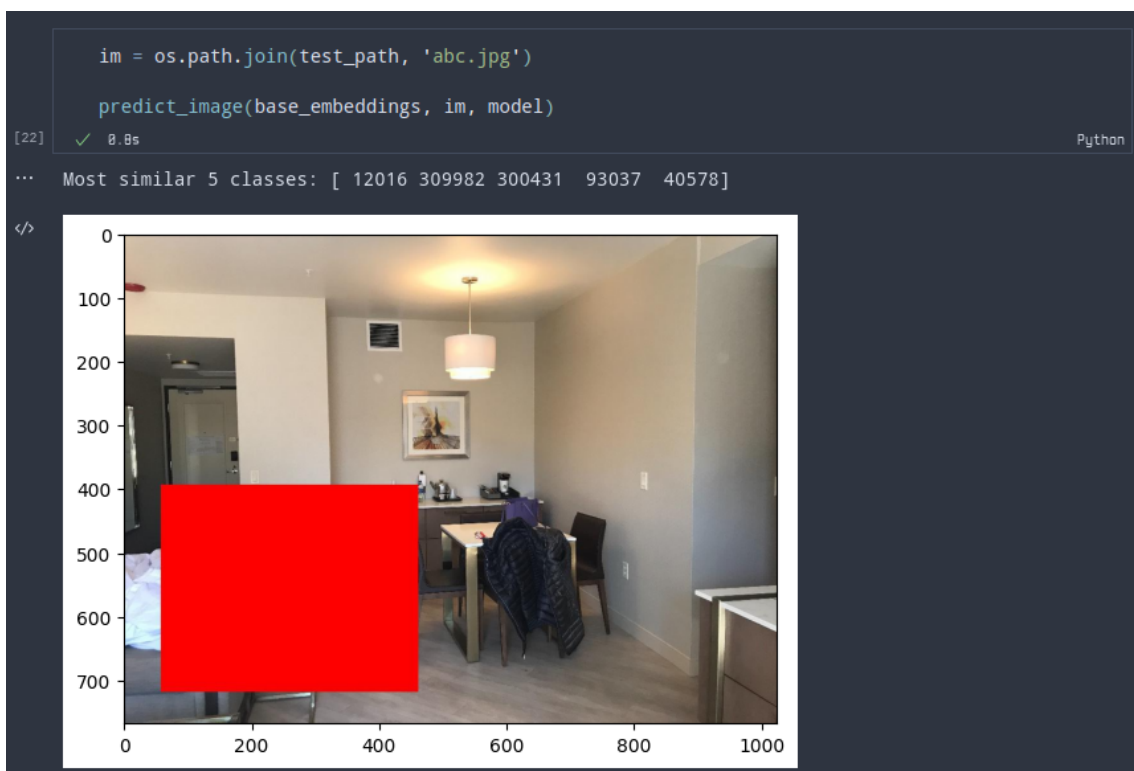 im = os.path.join(test_path, 'abc.jpg')
predict_image(base_embeddings, im, model)
[22] ✓ 0.8s Python
... Most similar 5 classes: [ 12016 309982 300431  93037  40578]
</>
0
100
200
300
400
500
600
700
0 200 400 600 800 1000